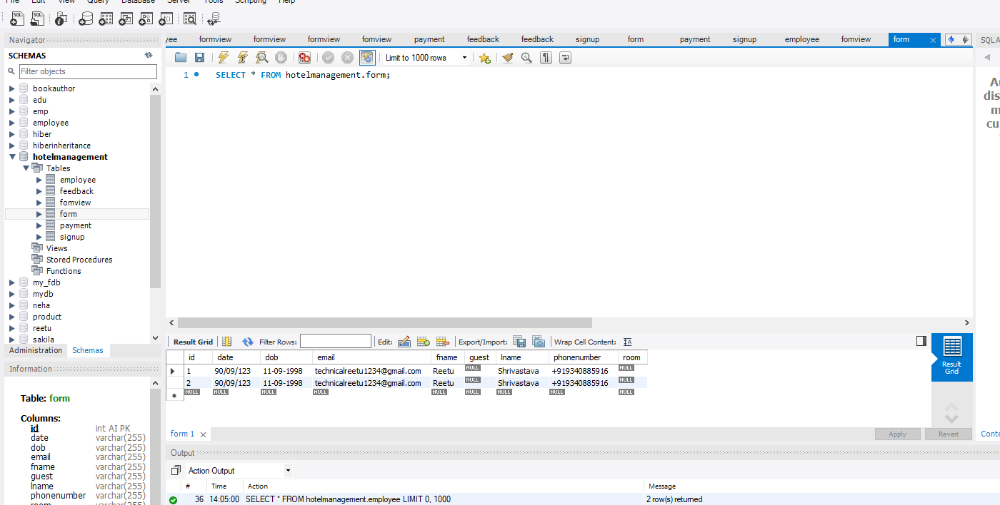 File Edit View Query Database Server Tools Scripting Help
Navigator
SCHEMAS
Filter objects
bookauthor
edu
emp
employee
hiber
hiberinheritance
hotelmanagement
Tables
employee
feedback
fomview
form
payment
signup
Views
Stored Procedures
Functions
my_fdb
mydb
neha
product
reetu
sakila
Administration Schemas
Information
Table: form
Columns:
id int AI PK
date varchar(255)
dob varchar(255)
email varchar(255)
fname varchar(255)
guest varchar(255)
lname varchar(255)
phonenumber varchar(255)
room varchar(255)
yee formview formview formview fomview payment feedback feedback signup form payment signup employee fomview form
Limit to 1000 rows
1 SELECT * FROM hotelmanagement.form;
Result Grid Filter Rows: Edit: Export/Import: Wrap Cell Content:
id date dob email fname guest lname phonenumber room
1 90/09/123 11-09-1998 technicalreetu1234@gmail.com Reetu NULL Shrivastava +919340885916 NULL
2 90/09/123 11-09-1998 technicalreetu1234@gmail.com Reetu NULL Shrivastava +919340885916 NULL
NULL NULL NULL NULL NULL NULL NULL NULL NULL
Result
Grid
form 1 Apply Revert
Output
Action Output
# Time Action Message
36 14:05:00 SELECT * FROM hotelmanagement.employee LIMIT 0, 1000 2 row(s) returned
SQLA
dis
m
cu
Conte